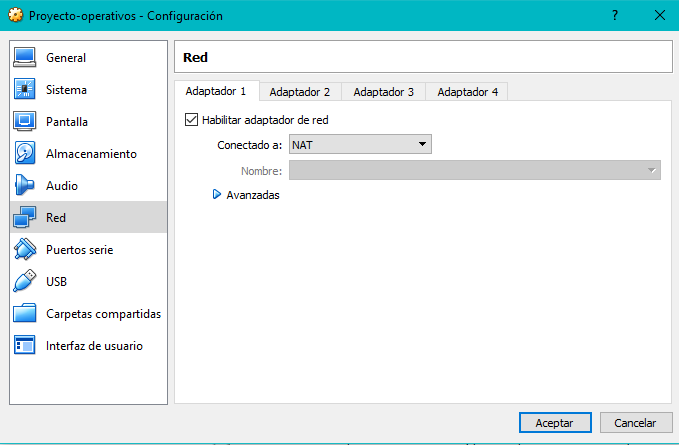 Proyecto-operativos - Configuración
?
General
Sistema
Pantalla
Almacenamiento
Audio
Red
Puertos serie
USB
Carpetas compartidas
Interfaz de usuario
Red
Adaptador 1 Adaptador 2 Adaptador 3 Adaptador 4
Habilitar adaptador de red
Conectado a: NAT
Nombre:
Avanzadas
Aceptar Cancelar